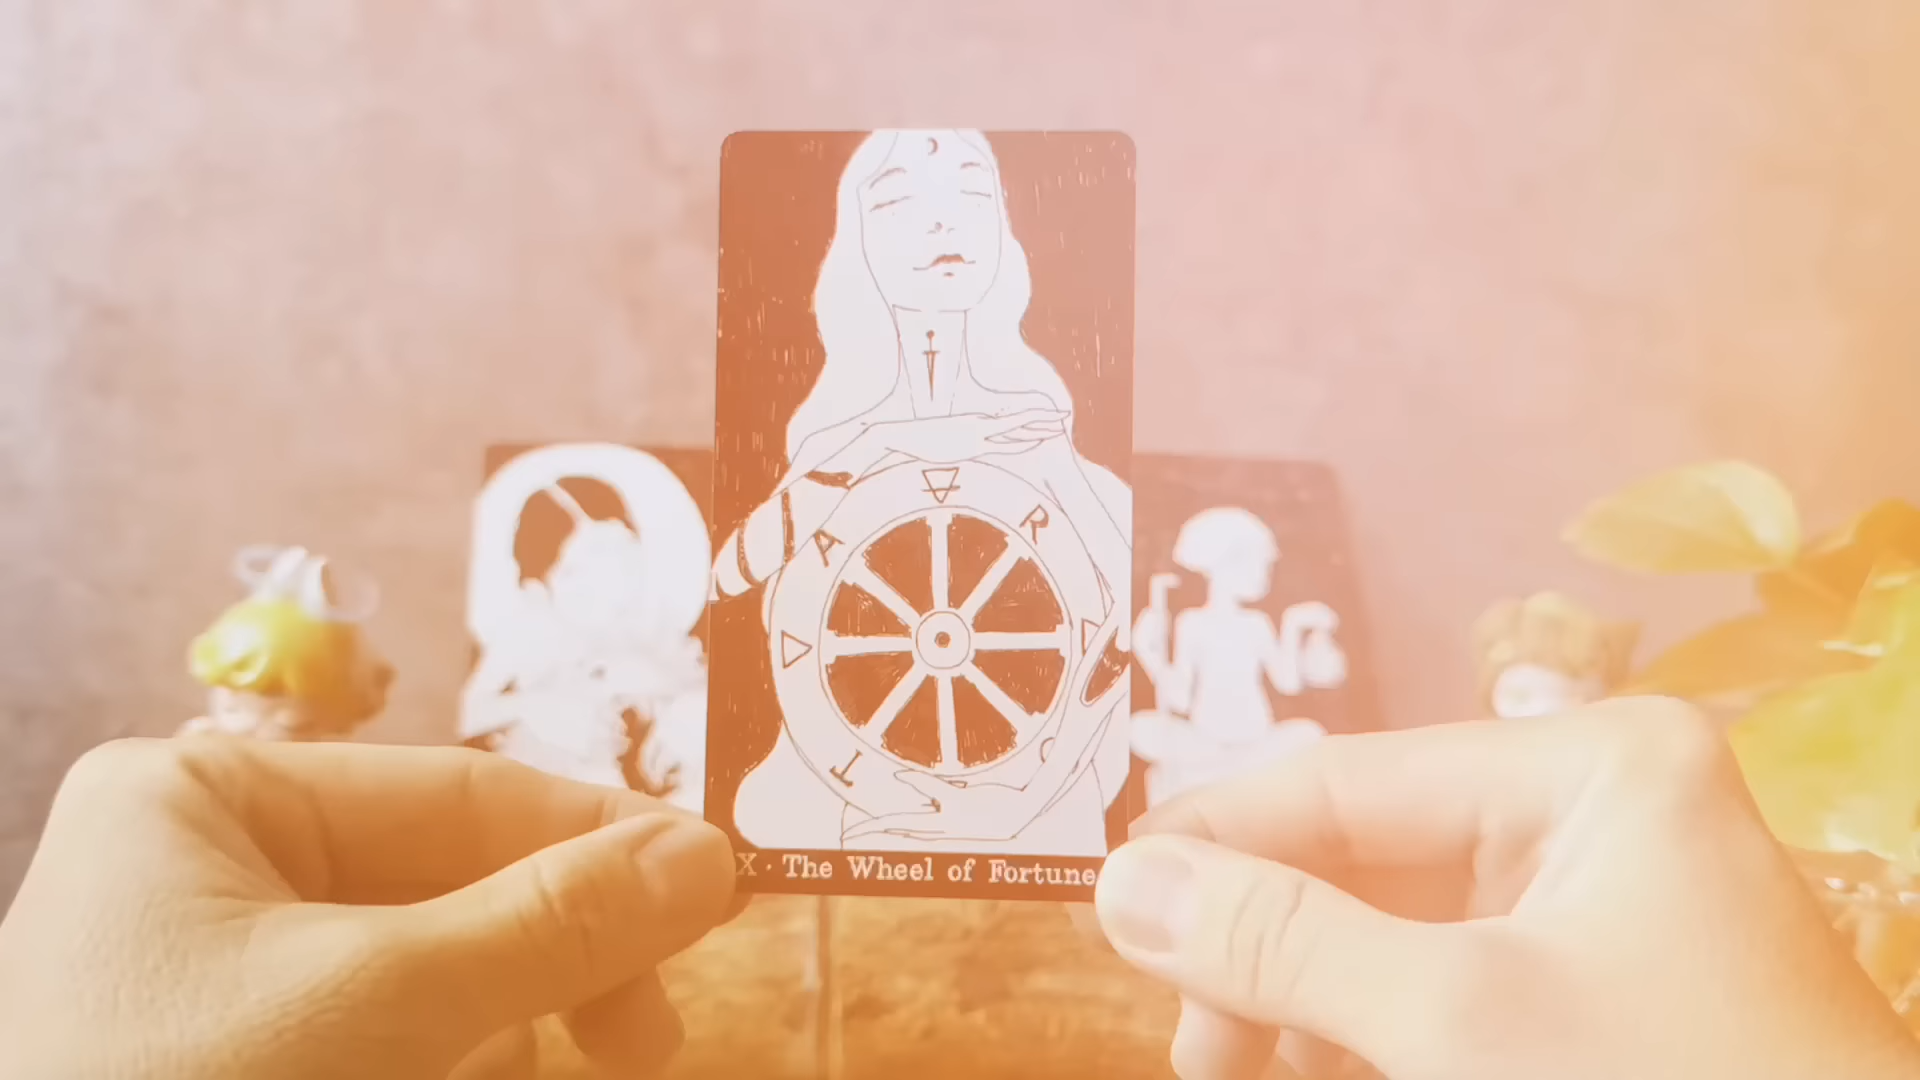 A R
I O
X · The Wheel of Fortune